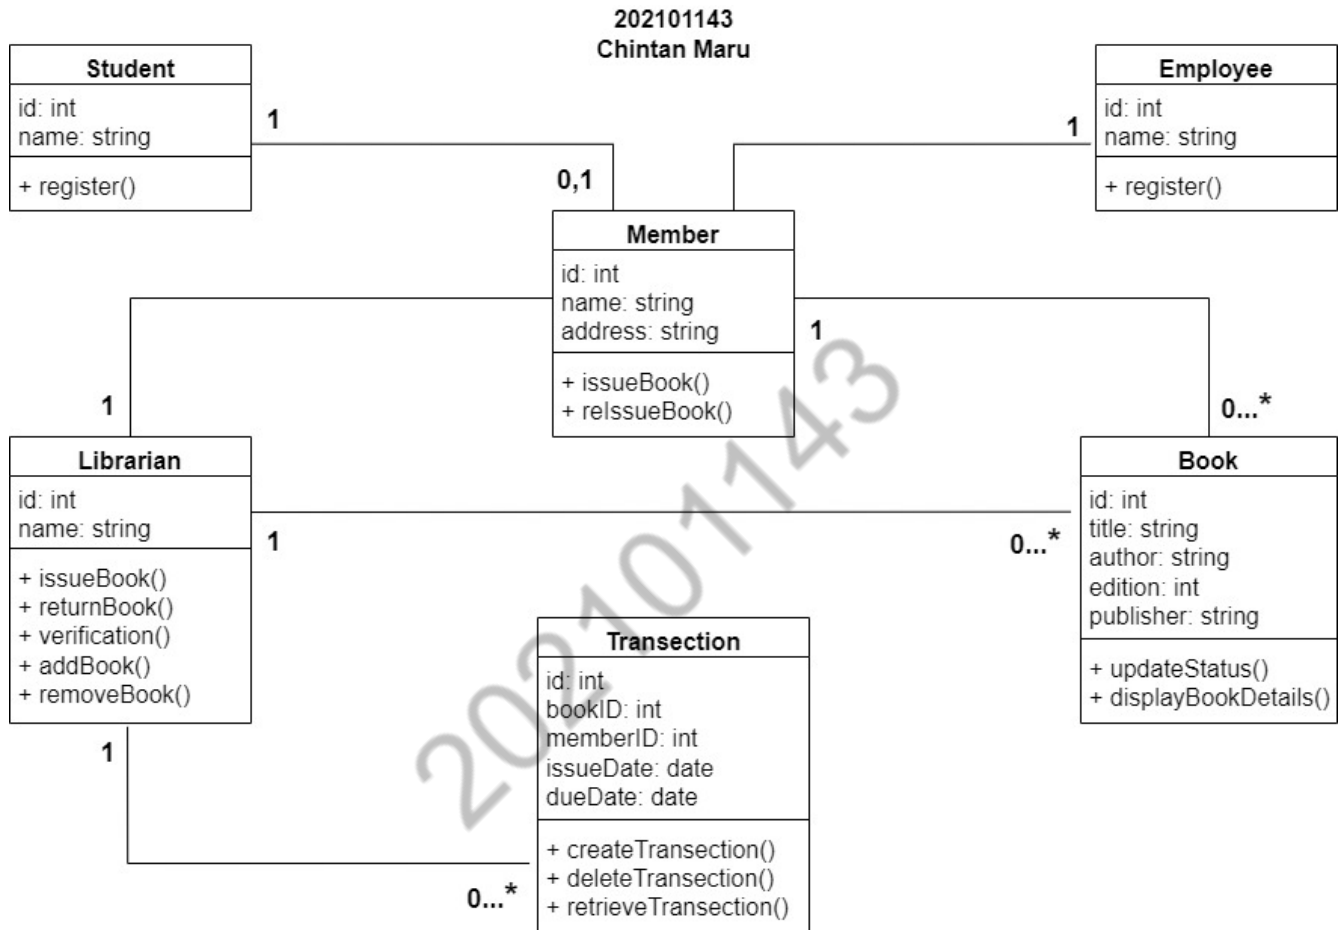 202101143
Chintan Maru
Student
id: int
name: string
+ register()
1
0,1
Employee
id: int
name: string
+ register()
1
Member
id: int
name: string
address: string
+ issueBook()
+ reIssueBook()
1
1
0...*
Librarian
id: int
name: string
+ issueBook()
+ returnBook()
+ verification()
+ addBook()
+ removeBook()
1
0...*
Book
id: int
title: string
author: string
edition: int
publisher: string
+ updateStatus()
+ displayBookDetails()
Transection
id: int
bookID: int
memberID: int
issueDate: date
dueDate: date
+ createTransection()
+ deleteTransection()
+ retrieveTransection()
1
0...*
202101143